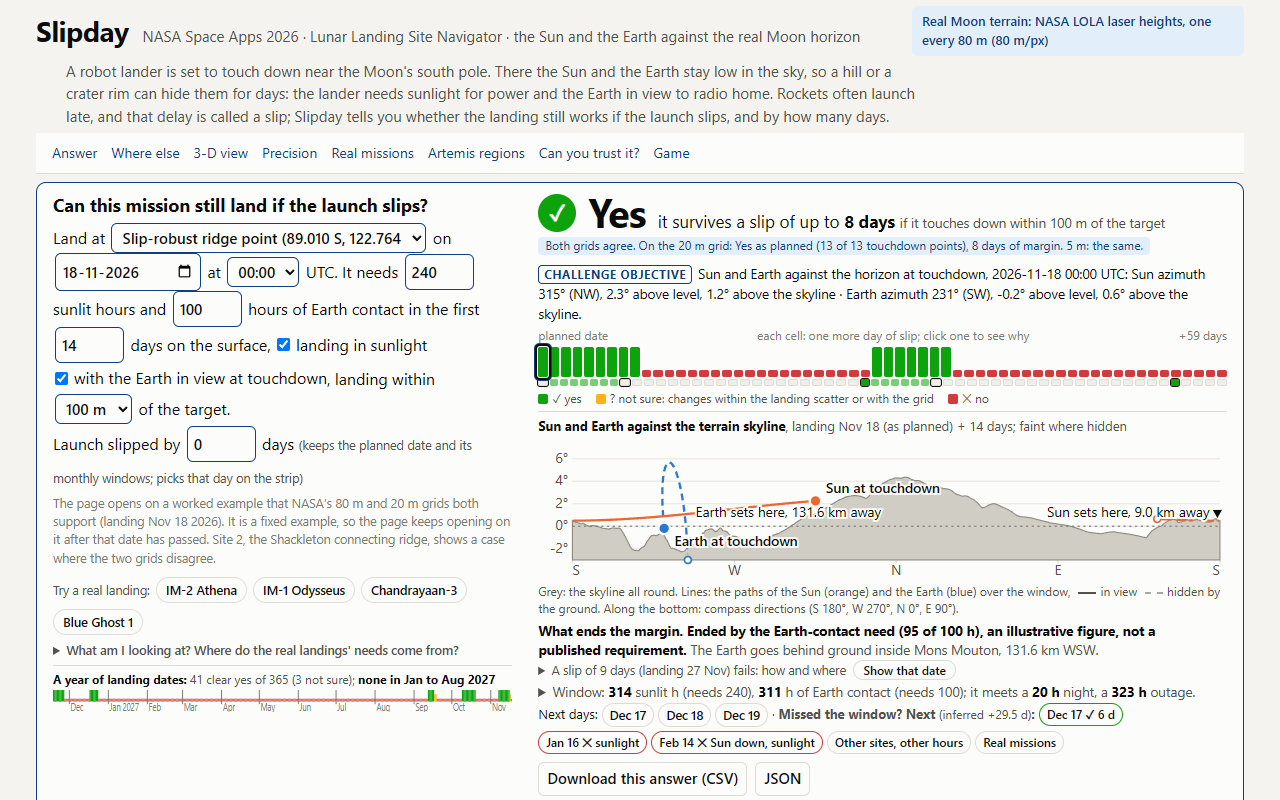 Slipday NASA Space Apps 2026 · Lunar Landing Site Navigator · the Sun and the Earth against the real Moon horizon
Real Moon terrain: NASA LOLA laser heights, one
every 80 m (80 m/px)
A robot lander is set to touch down near the Moon's south pole. There the Sun and the Earth stay low in the sky, so a hill or a
crater rim can hide them for days: the lander needs sunlight for power and the Earth in view to radio home. Rockets often launch
late, and that delay is called a slip; Slipday tells you whether the landing still works if the launch slips, and by how many days.
Answer Where else 3-D view Precision Real missions Artemis regions Can you trust it? Game
Can this mission still land if the launch slips?
Land at Slip-robust ridge point (89.010 S, 122.764 on
18-11-2026 at 00:00 UTC. It needs 240
sunlit hours and 100 hours of Earth contact in the first
14 days on the surface, landing in sunlight
with the Earth in view at touchdown, landing within
100 m of the target.
Launch slipped by 0 days (keeps the planned date and its
monthly windows; picks that day on the strip)
The page opens on a worked example that NASA's 80 m and 20 m grids both
support (landing Nov 18 2026). It is a fixed example, so the page keeps opening on
it after that date has passed. Site 2, the Shackleton connecting ridge, shows a case
where the two grids disagree.
Try a real landing: IM-2 Athena IM-1 Odysseus Chandrayaan-3
Blue Ghost 1
▶ What am I looking at? Where do the real landings' needs come from?
A year of landing dates: 41 clear yes of 365 (3 not sure); none in Jan to Aug 2027
Dec Jan 2027 Feb Mar Apr May Jun Jul Aug Sep Oct Nov
✓ Yes it survives a slip of up to 8 days if it touches down within 100 m of the target
Both grids agree. On the 20 m grid: Yes as planned (13 of 13 touchdown points), 8 days of margin. 5 m: the same.
CHALLENGE OBJECTIVE Sun and Earth against the horizon at touchdown, 2026-11-18 00:00 UTC: Sun azimuth
315° (NW), 2.3° above level, 1.2° above the skyline · Earth azimuth 231° (SW), -0.2° above level, 0.6° above the
skyline.
planned date each cell: one more day of slip; click one to see why +59 days
✓ yes ? not sure: changes within the landing scatter or with the grid ✕ no
Sun and Earth against the terrain skyline, landing Nov 18 (as planned) + 14 days; faint where hidden
6°
4°
2°
0°
-2°
Sun at touchdown
Earth sets here, 131.6 km away
Sun sets here, 9.0 km away ▼
Earth at touchdown
S W N E S
Grey: the skyline all round. Lines: the paths of the Sun (orange) and the Earth (blue) over the window, in view hidden by
the ground. Along the bottom: compass directions (S 180°, W 270°, N 0°, E 90°).
What ends the margin. Ended by the Earth-contact need (95 of 100 h), an illustrative figure, not a
published requirement. The Earth goes behind ground inside Mons Mouton, 131.6 km WSW.
▶ A slip of 9 days (landing 27 Nov) fails: how and where Show that date
▶ Window: 314 sunlit h (needs 240), 311 h of Earth contact (needs 100); it meets a 20 h night, a 323 h outage.
Next days: Dec 17 Dec 18 Dec 19 · Missed the window? Next (inferred +29.5 d): Dec 17 ✓ 6 d
Jan 16 ✕ sunlight Feb 14 ✕ Sun down, sunlight Other sites, other hours Real missions
Download this answer (CSV) JSON